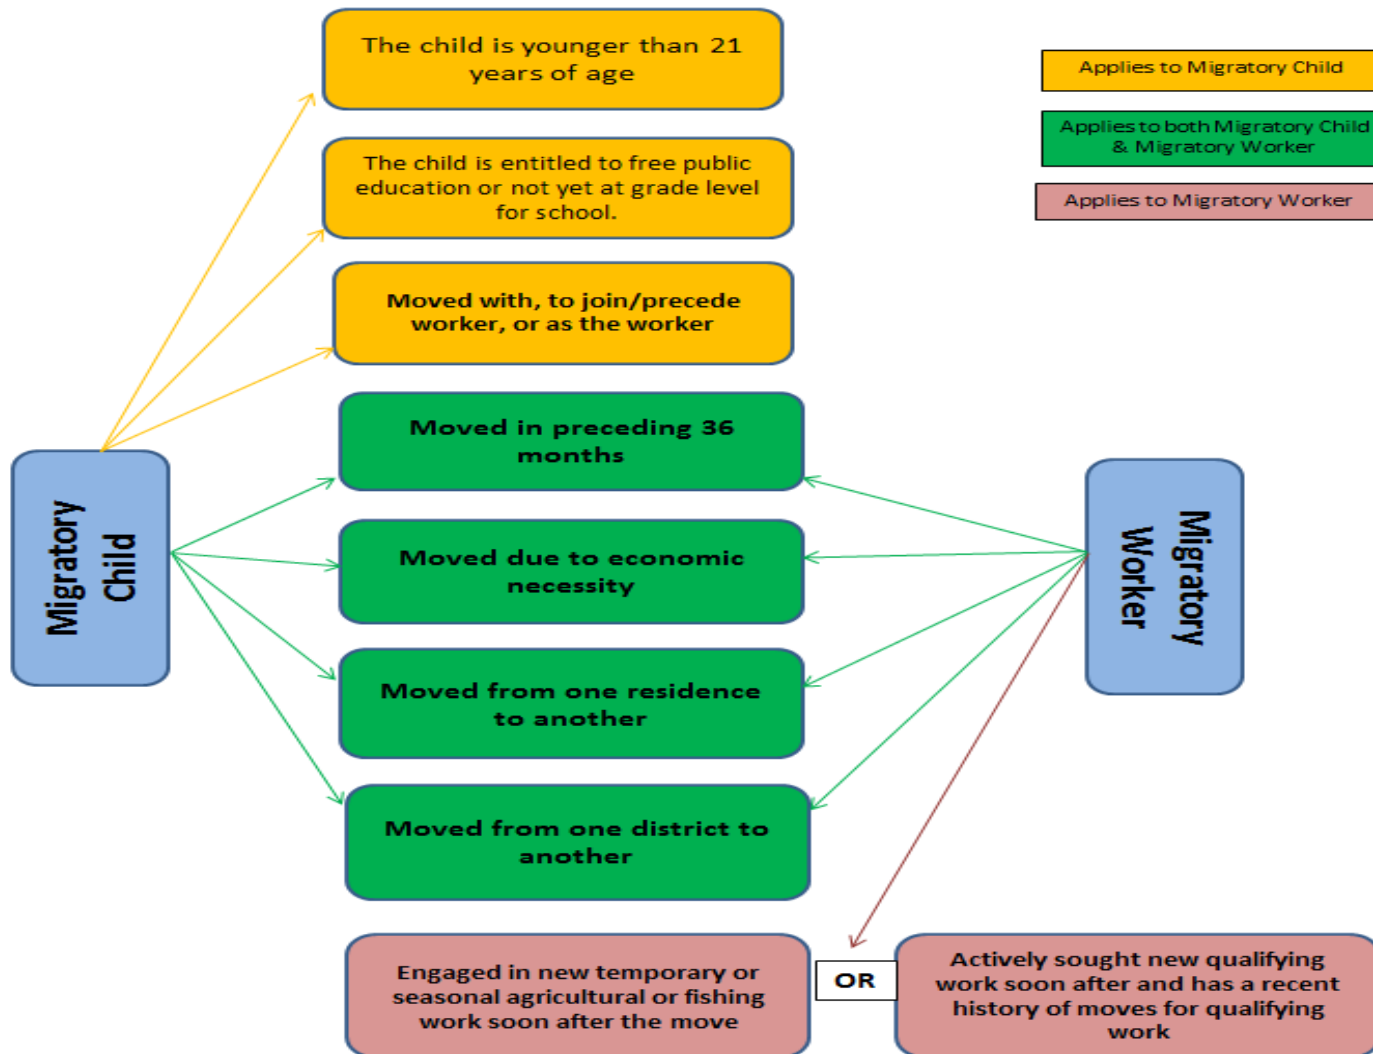 The child is younger than 21
years of age
Applies to Migratory Child
Applies to both Migratory Child
& Migratory Worker
Applies to Migratory Worker
The child is entitled to free public
education or not yet at grade level
for school.
Moved with, to join/precede
worker, or as the worker
Moved in preceding 36
months
Migratory
Child
Migratory
Worker
Moved due to economic
necessity
Moved from one residence
to another
Moved from one district to
another
Engaged in new temporary or
seasonal agricultural or fishing
work soon after the move
OR
Actively sought new qualifying
work soon after and has a recent
history of moves for qualifying
work